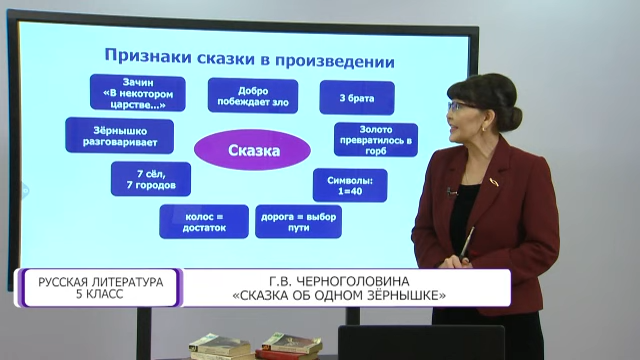 Признаки сказки в произведении
Зачин
«В некотором
царстве...»
Добро
побеждает зло
3 брата
Зёрнышко
разговаривает
Сказка
Золото
превратилось в
горб
7 сёл,
7 городов
Символы:
1=40
колос =
достаток
дорога = выбор
пути
РУССКАЯ ЛИТЕРАТУРА
5 КЛАСС
Г.В. ЧЕРНОГОЛОВИНА
«СКАЗКА ОБ ОДНОМ ЗЁРНЫШКЕ»